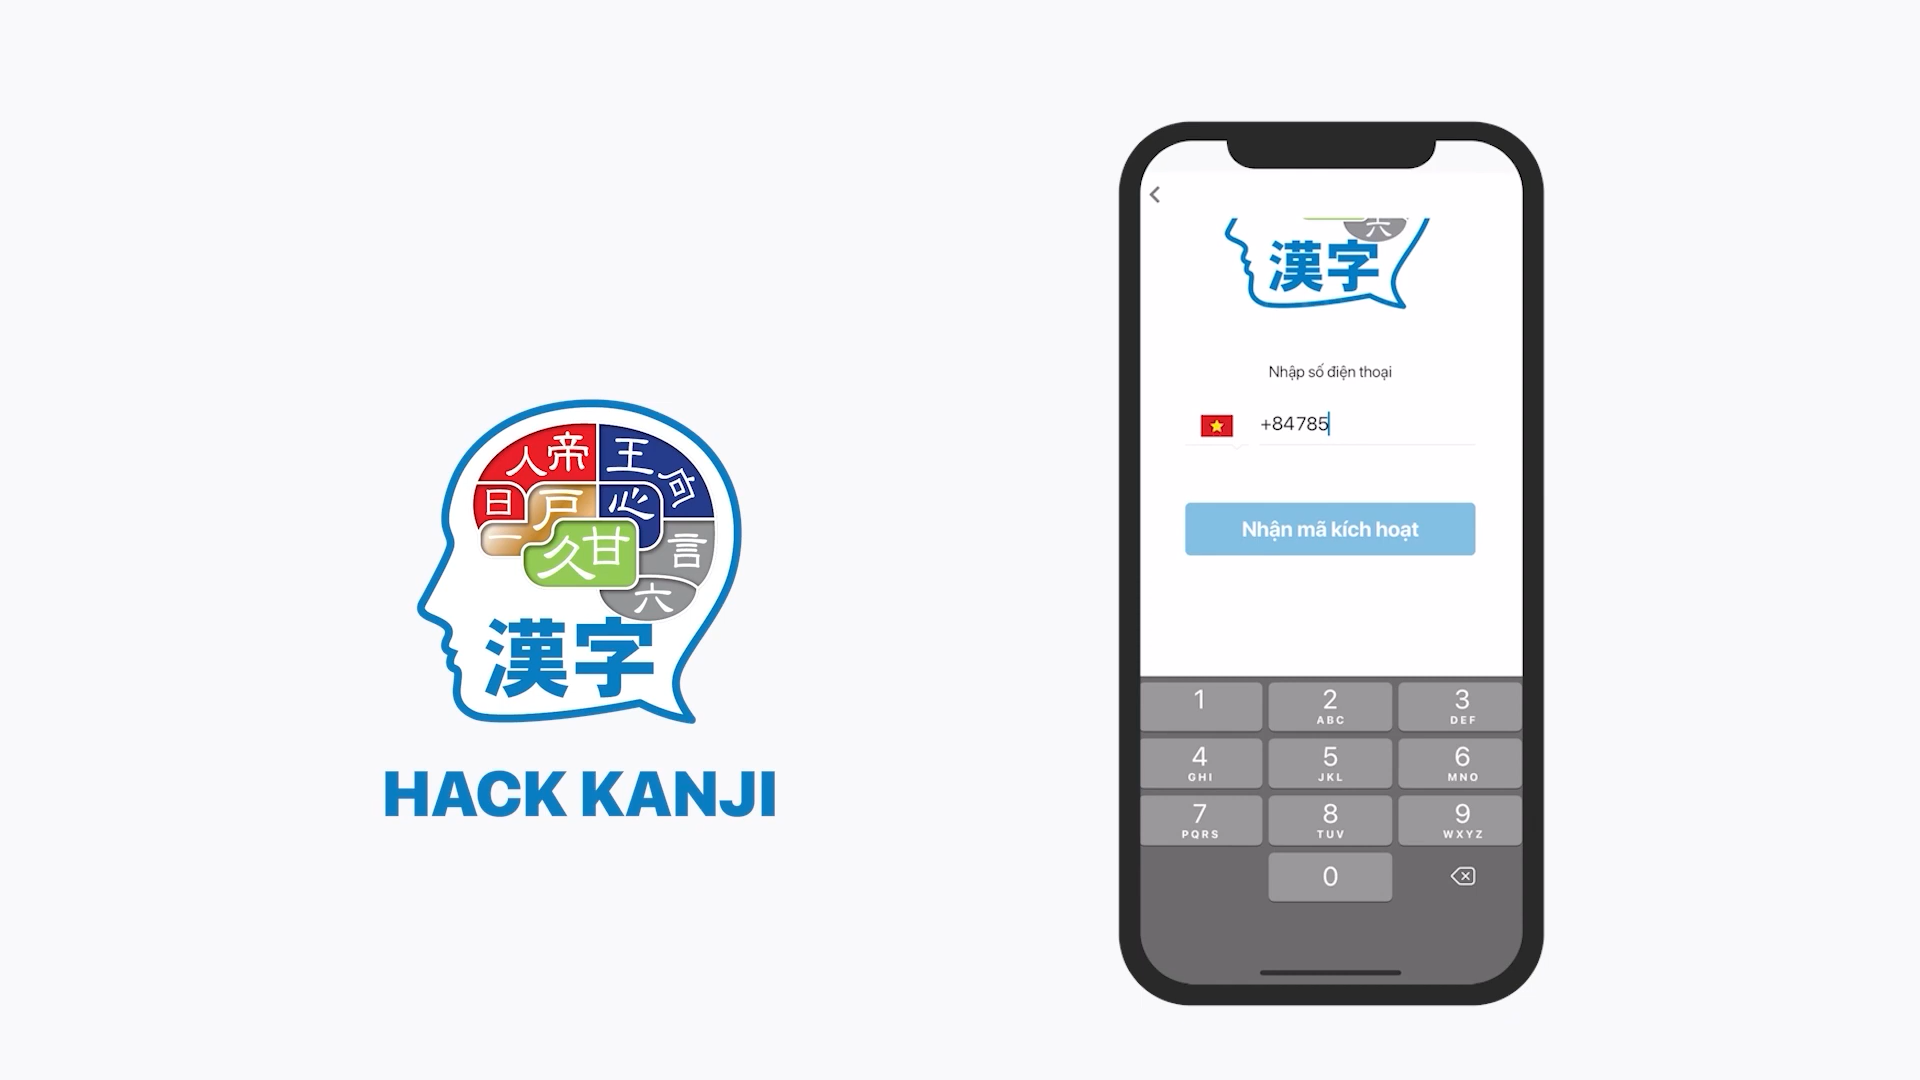 人帝王向
日戸心
一久甘言
六
漢字
HACK KANJI
六
漢字
Nhập số điện thoại
+84785
Nhận mã kích hoạt
1 2 3
ABC DEF
4 5 6
GHI JKL MNO
7 8 9
PQRS TUV WXYZ
0